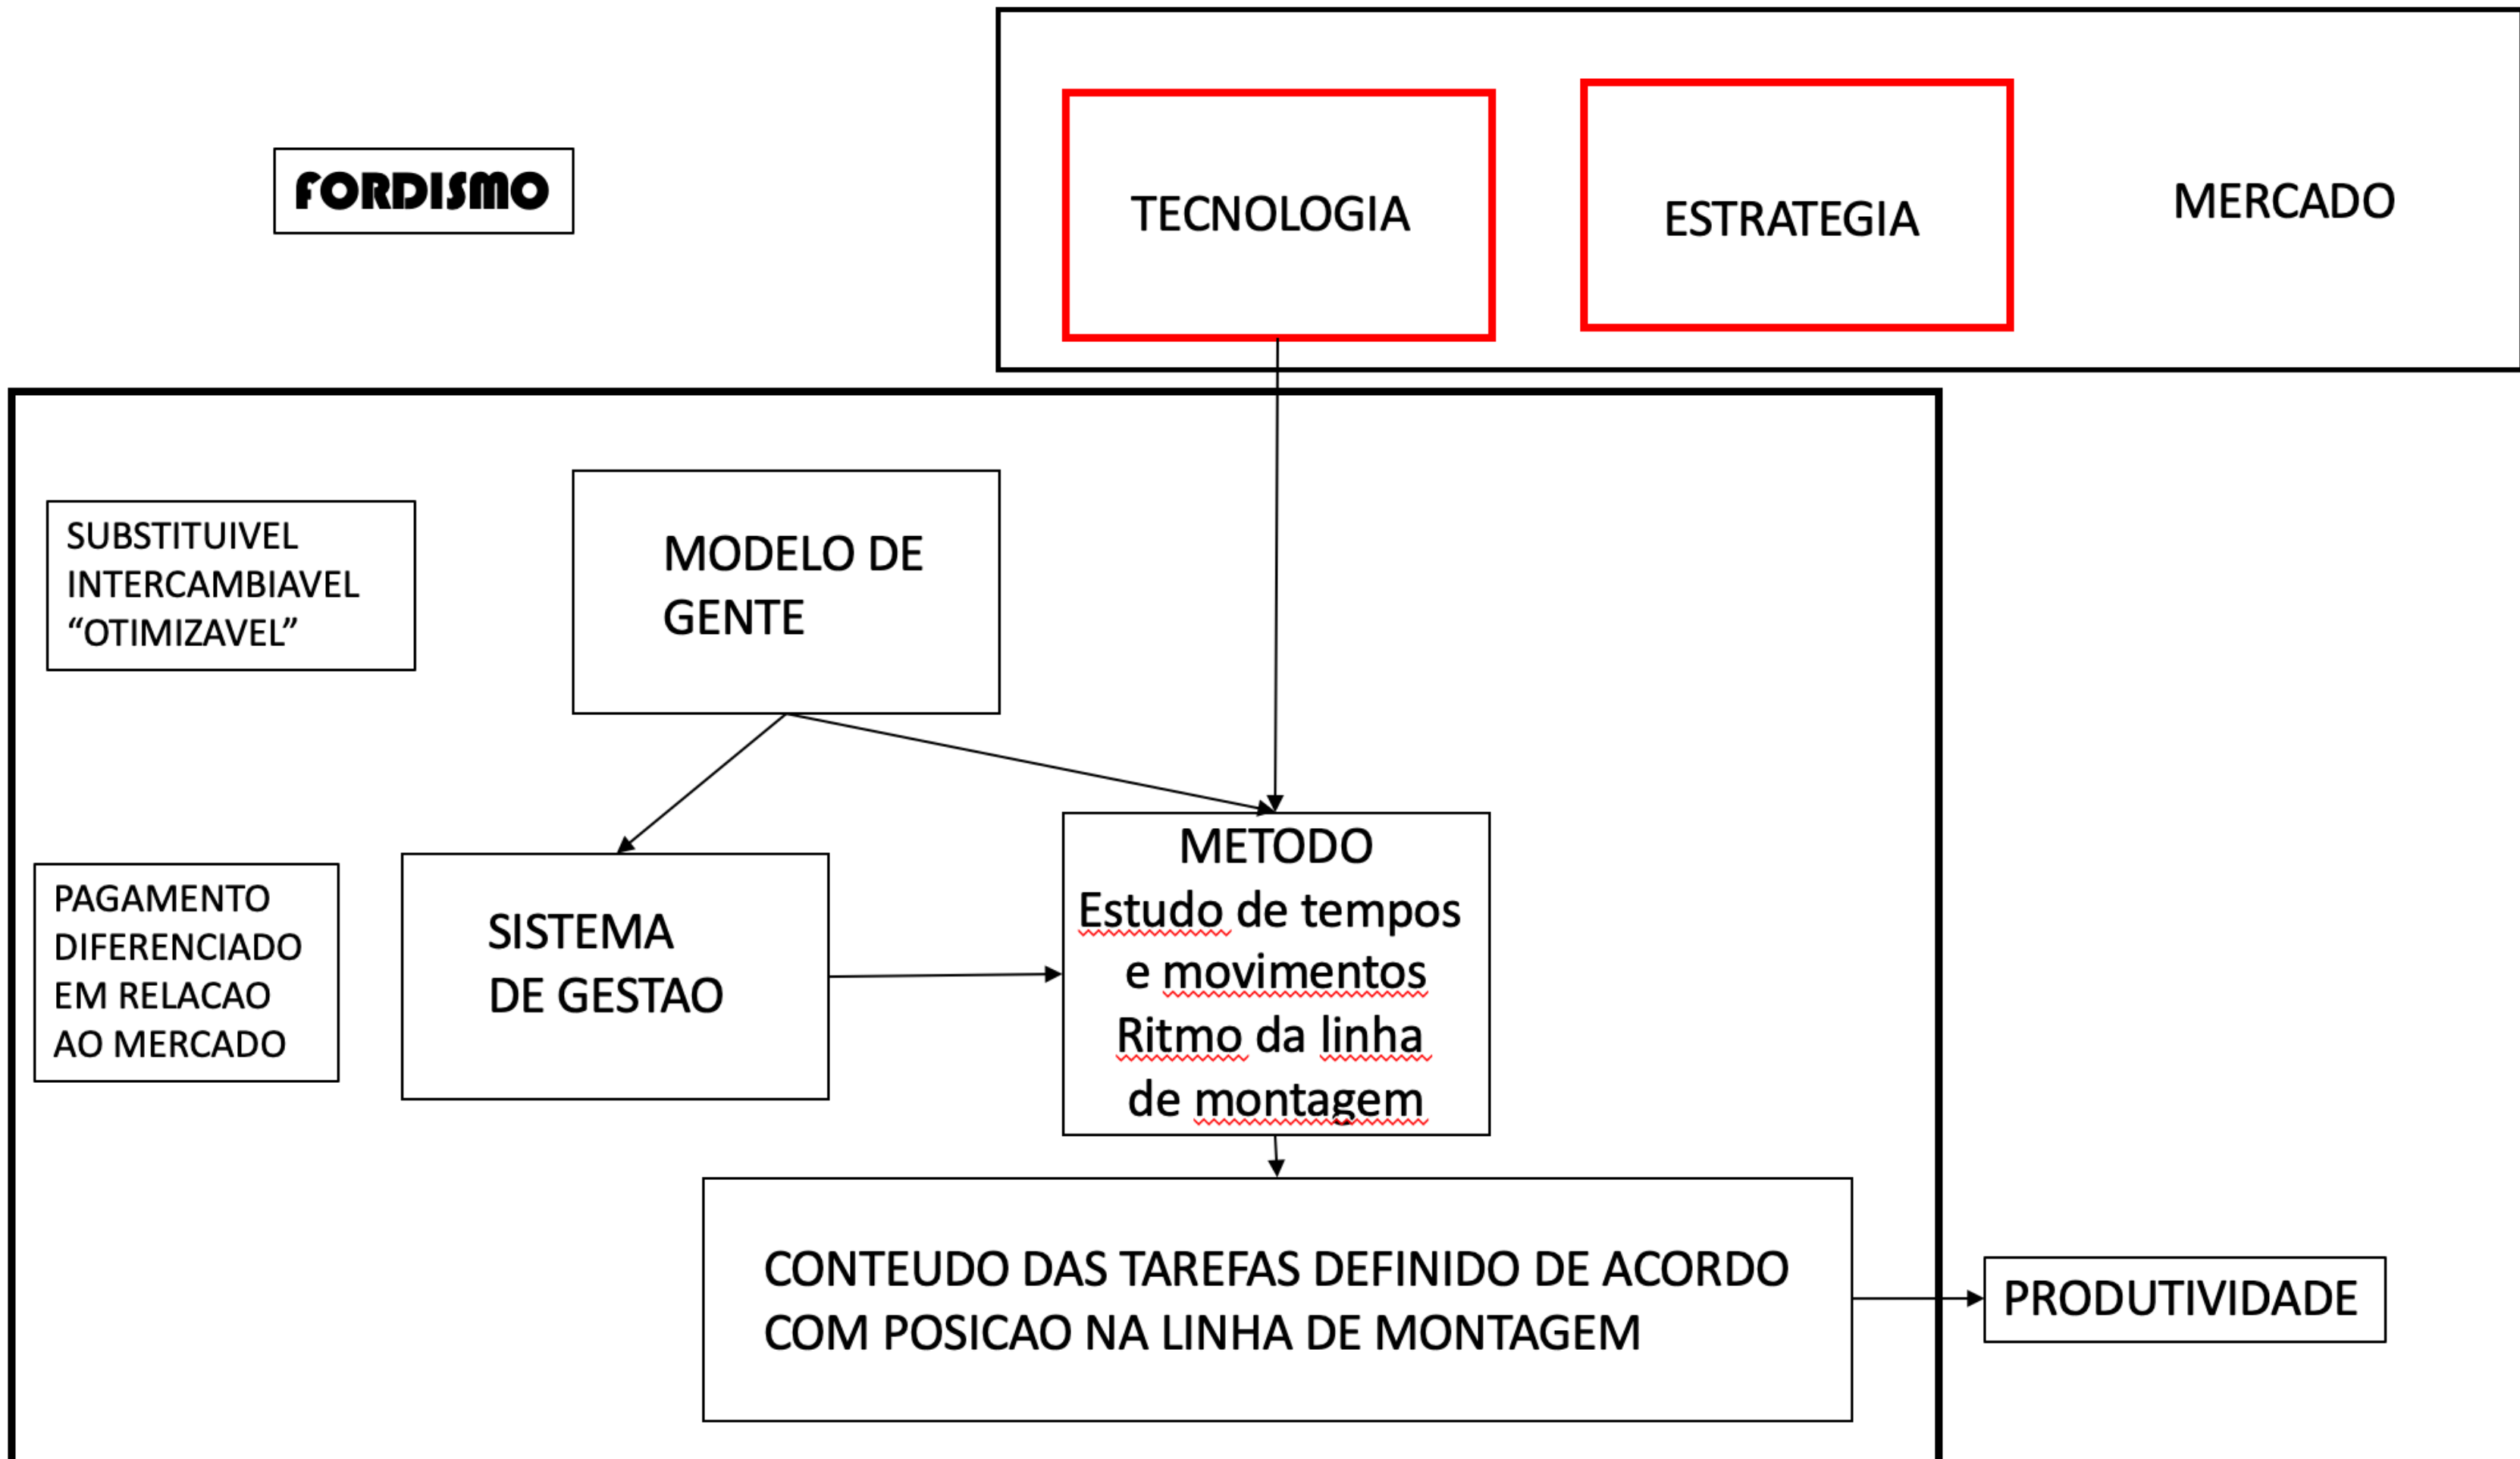 FORDISMO
TECNOLOGIA
ESTRATEGIA
MERCADO
SUBSTITUIVEL
INTERCAMBIAVEL
“OTIMIZAVEL”
MODELO DE
GENTE
PAGAMENTO
DIFERENCIADO
EM RELACAO
AO MERCADO
SISTEMA
DE GESTAO
METODO
Estudo de tempos
e movimentos
Ritmo da linha
de montagem
CONTEUDO DAS TAREFAS DEFINIDO DE ACORDO
COM POSICAO NA LINHA DE MONTAGEM
PRODUTIVIDADE